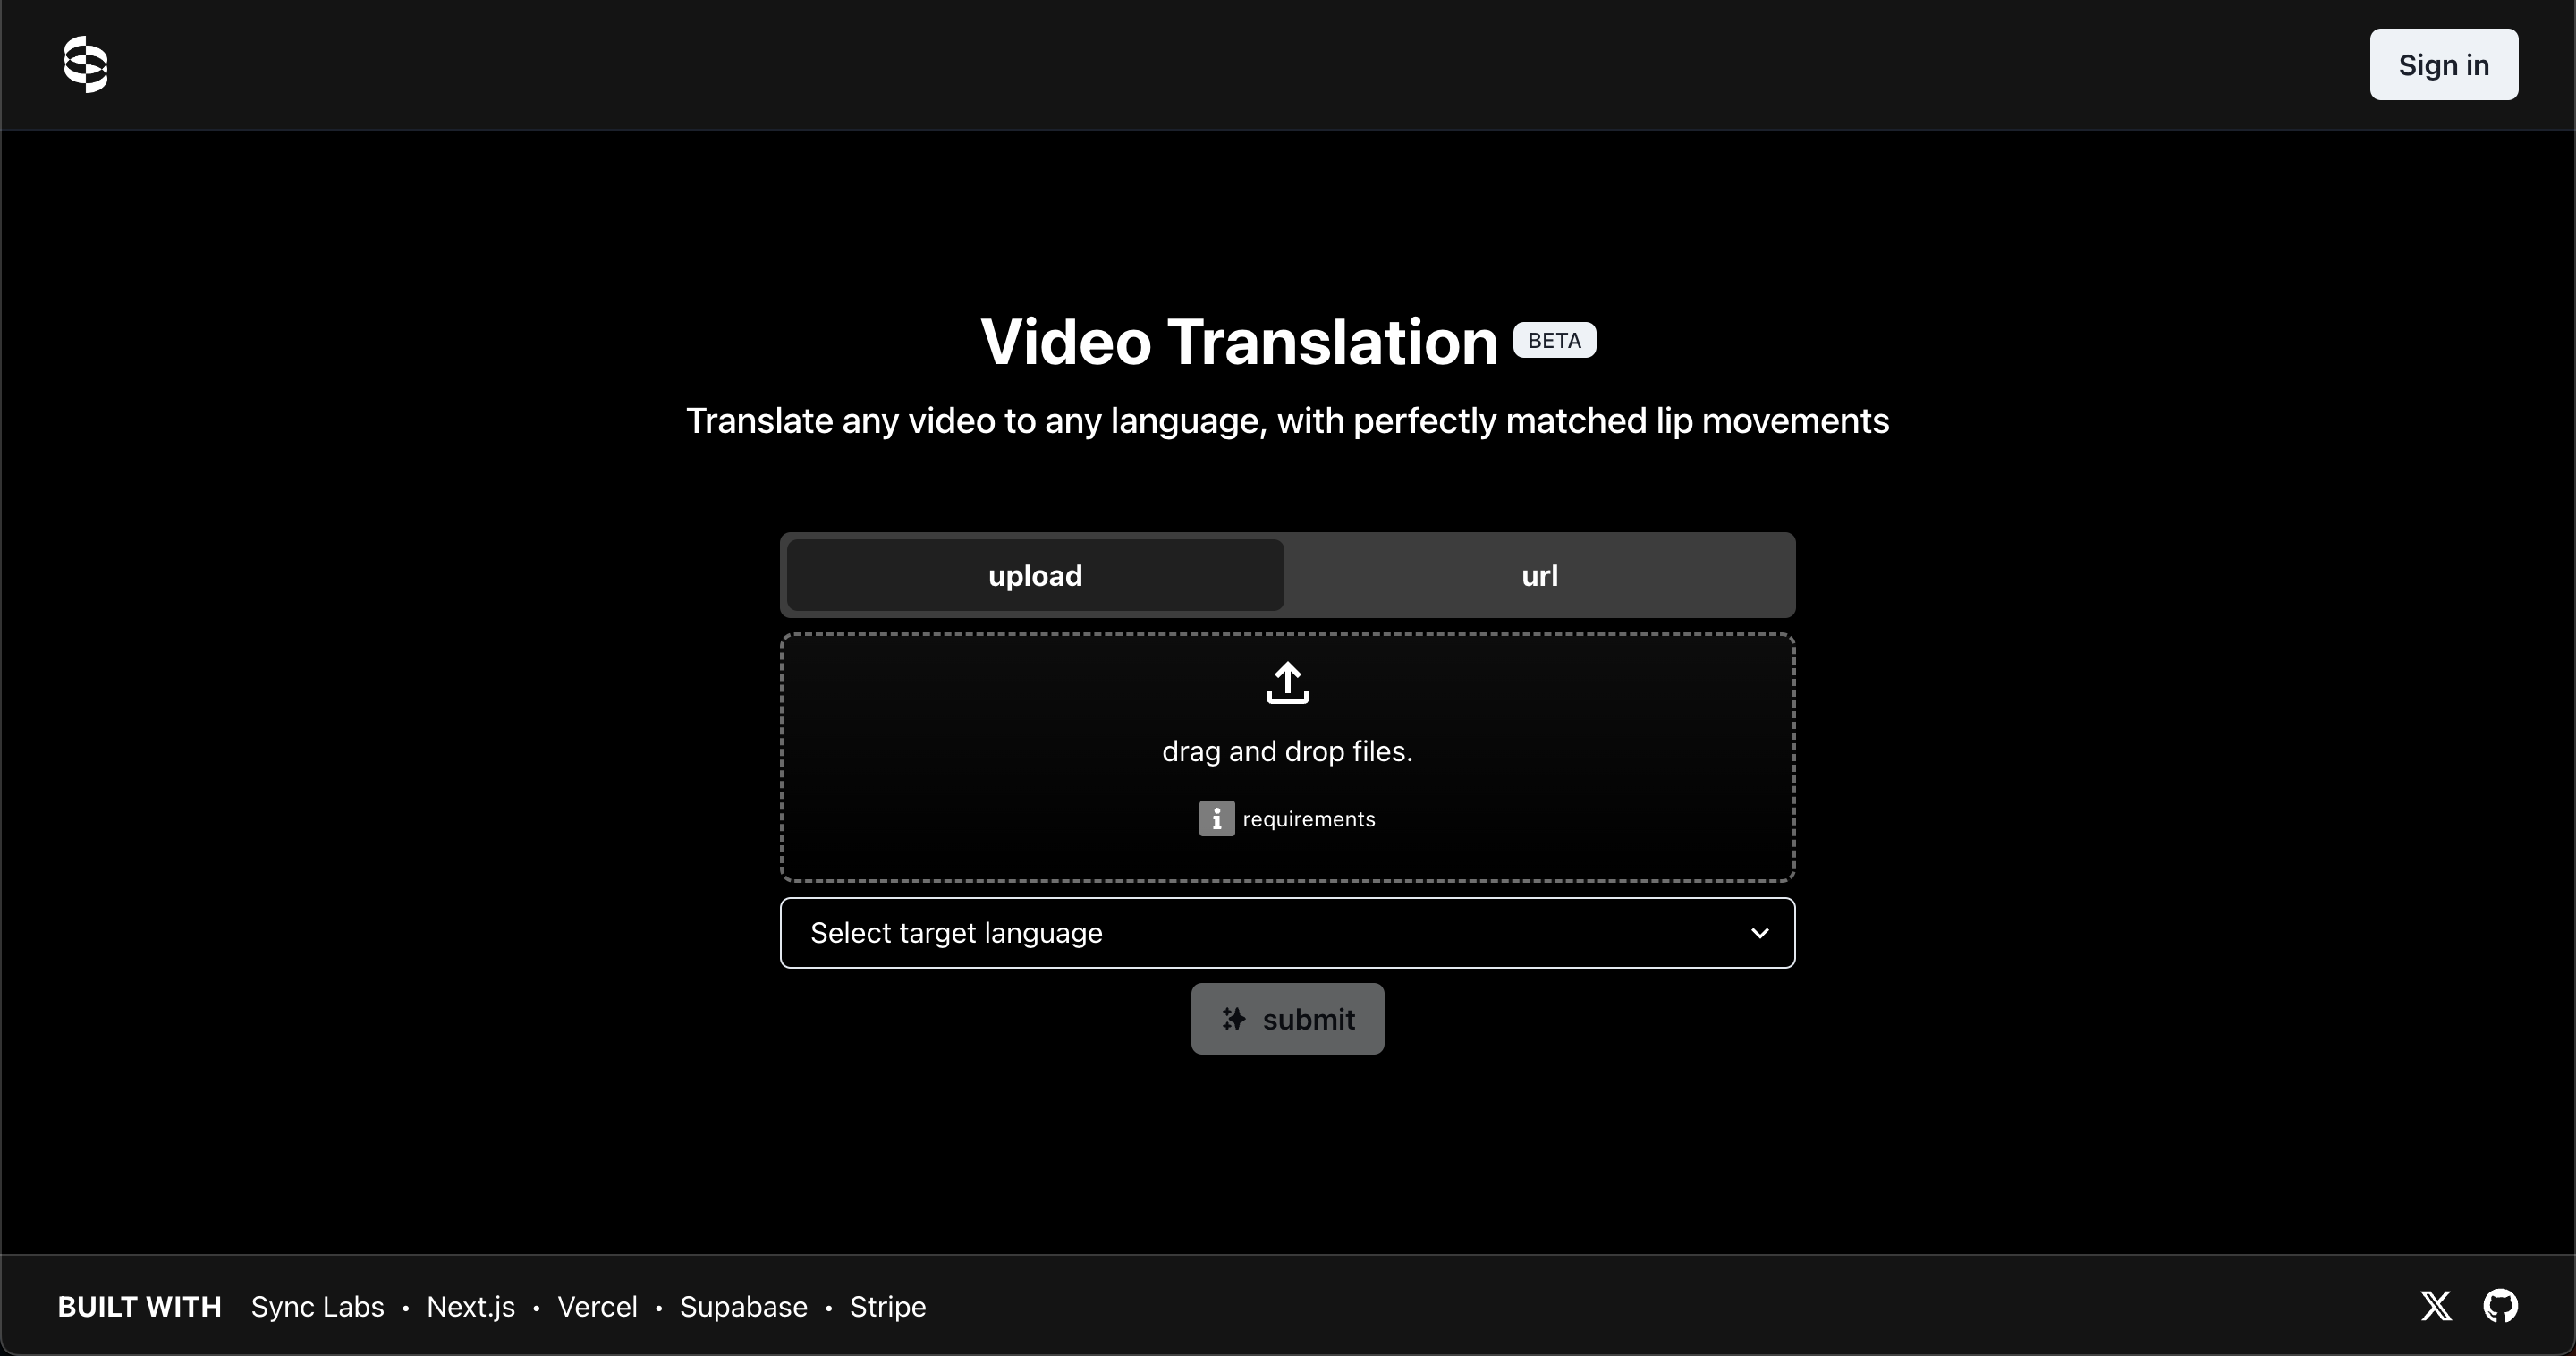 Sign in
Video Translation BETA
Translate any video to any language, with perfectly matched lip movements
upload url
drag and drop files.
requirements
Select target language
submit
BUILT WITH Sync Labs • Next.js • Vercel • Supabase • Stripe